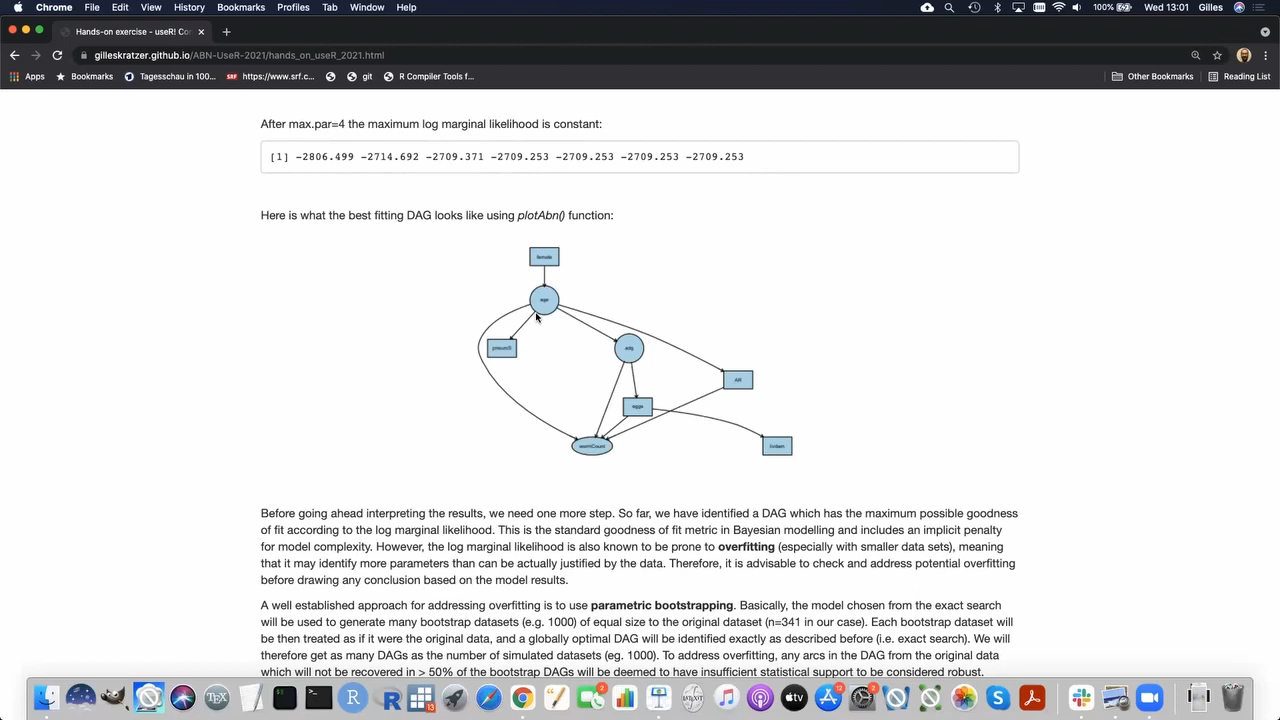 Chrome File Edit View History Bookmarks Profiles Tab Window Help 100% Wed 13:01 Gilles
Hands-on exercise - useR! Con
gilleskratzer.github.io/ABN-UseR-2021/hands_on_useR_2021.html
Apps Bookmarks Tagesschau in 100... SRF https://www.srf.c... git R Compiler Tools f... Other Bookmarks Reading List
After max.par=4 the maximum log marginal likelihood is constant:
[1] -2806.499 -2714.692 -2709.371 -2709.253 -2709.253 -2709.253 -2709.253
Here is what the best fitting DAG looks like using plotAbn() function:
female
age
pneumS
adg
AR
eggs
wormCount
livdam
Before going ahead interpreting the results, we need one more step. So far, we have identified a DAG which has the maximum possible goodness
of fit according to the log marginal likelihood. This is the standard goodness of fit metric in Bayesian modelling and includes an implicit penalty
for model complexity. However, the log marginal likelihood is also known to be prone to overfitting (especially with smaller data sets), meaning
that it may identify more parameters than can be actually justified by the data. Therefore, it is advisable to check and address potential overfitting
before drawing any conclusion based on the model results.
A well established approach for addressing overfitting is to use parametric bootstrapping. Basically, the model chosen from the exact search
will be used to generate many bootstrap datasets (e.g. 1000) of equal size to the original dataset (n=341 in our case). Each bootstrap dataset will
be then treated as if it were the original data, and a globally optimal DAG will be identified exactly as described before (i.e. exact search). We will
therefore get as many DAGs as the number of simulated datasets (eg. 1000). To address overfitting, any arcs in the DAG from the original data
which will not be recovered in > 50% of the bootstrap DAGs will be deemed to have insufficient statistical support to be considered robust.